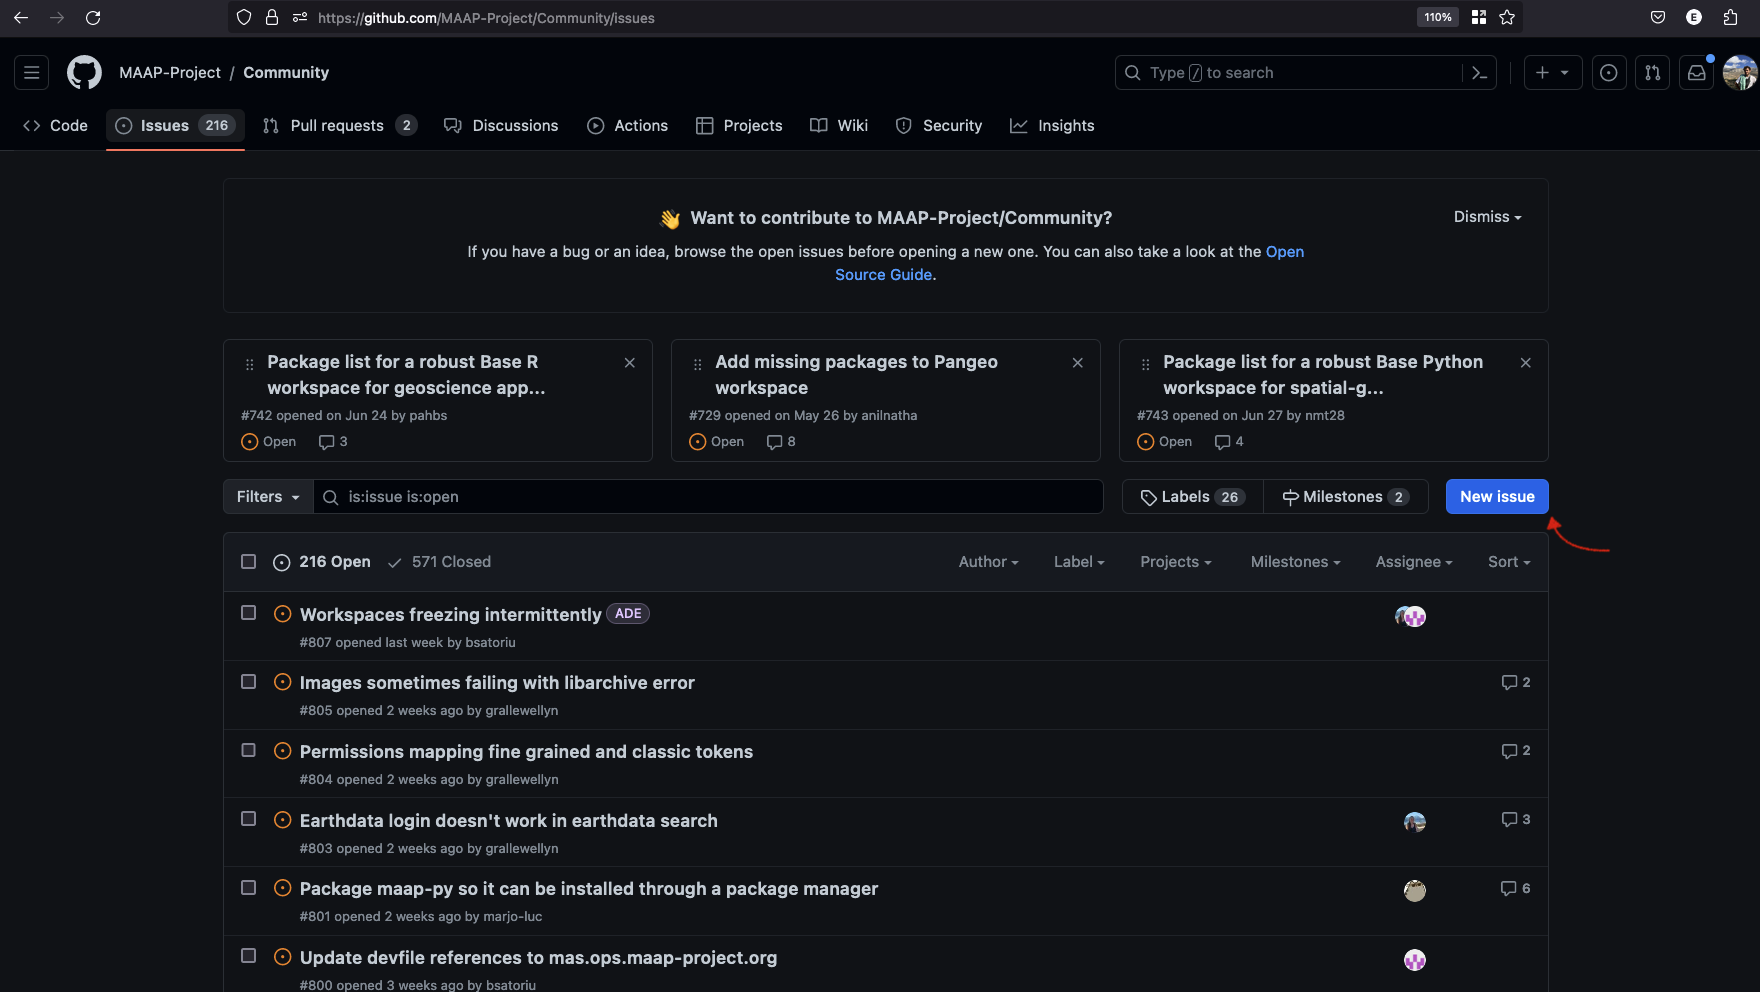 https://github.com/MAAP-Project/Community/issues
110%
E
MAAP-Project / Community
Type / to search
Code
Issues 216
Pull requests 2
Discussions
Actions
Projects
Wiki
Security
Insights
👋 Want to contribute to MAAP-Project/Community?
Dismiss
If you have a bug or an idea, browse the open issues before opening a new one. You can also take a look at the Open
Source Guide.
Package list for a robust Base R
workspace for geoscience app...
#742 opened on Jun 24 by pahbs
Open 3
Add missing packages to Pangeo
workspace
#729 opened on May 26 by anilnatha
Open 8
Package list for a robust Base Python
workspace for spatial-g...
#743 opened on Jun 27 by nmt28
Open 4
Filters
is:issue is:open
Labels 26
Milestones 2
New issue
216 Open
571 Closed
Author
Label
Projects
Milestones
Assignee
Sort
Workspaces freezing intermittently ADE
#807 opened last week by bsatoriu
Images sometimes failing with libarchive error
2
#805 opened 2 weeks ago by grallewellyn
Permissions mapping fine grained and classic tokens
2
#804 opened 2 weeks ago by grallewellyn
Earthdata login doesn't work in earthdata search
3
#803 opened 2 weeks ago by grallewellyn
Package maap-py so it can be installed through a package manager
6
#801 opened 2 weeks ago by marjo-luc
Update devfile references to mas.ops.maap-project.org
#800 opened 3 weeks ago by bsatoriu